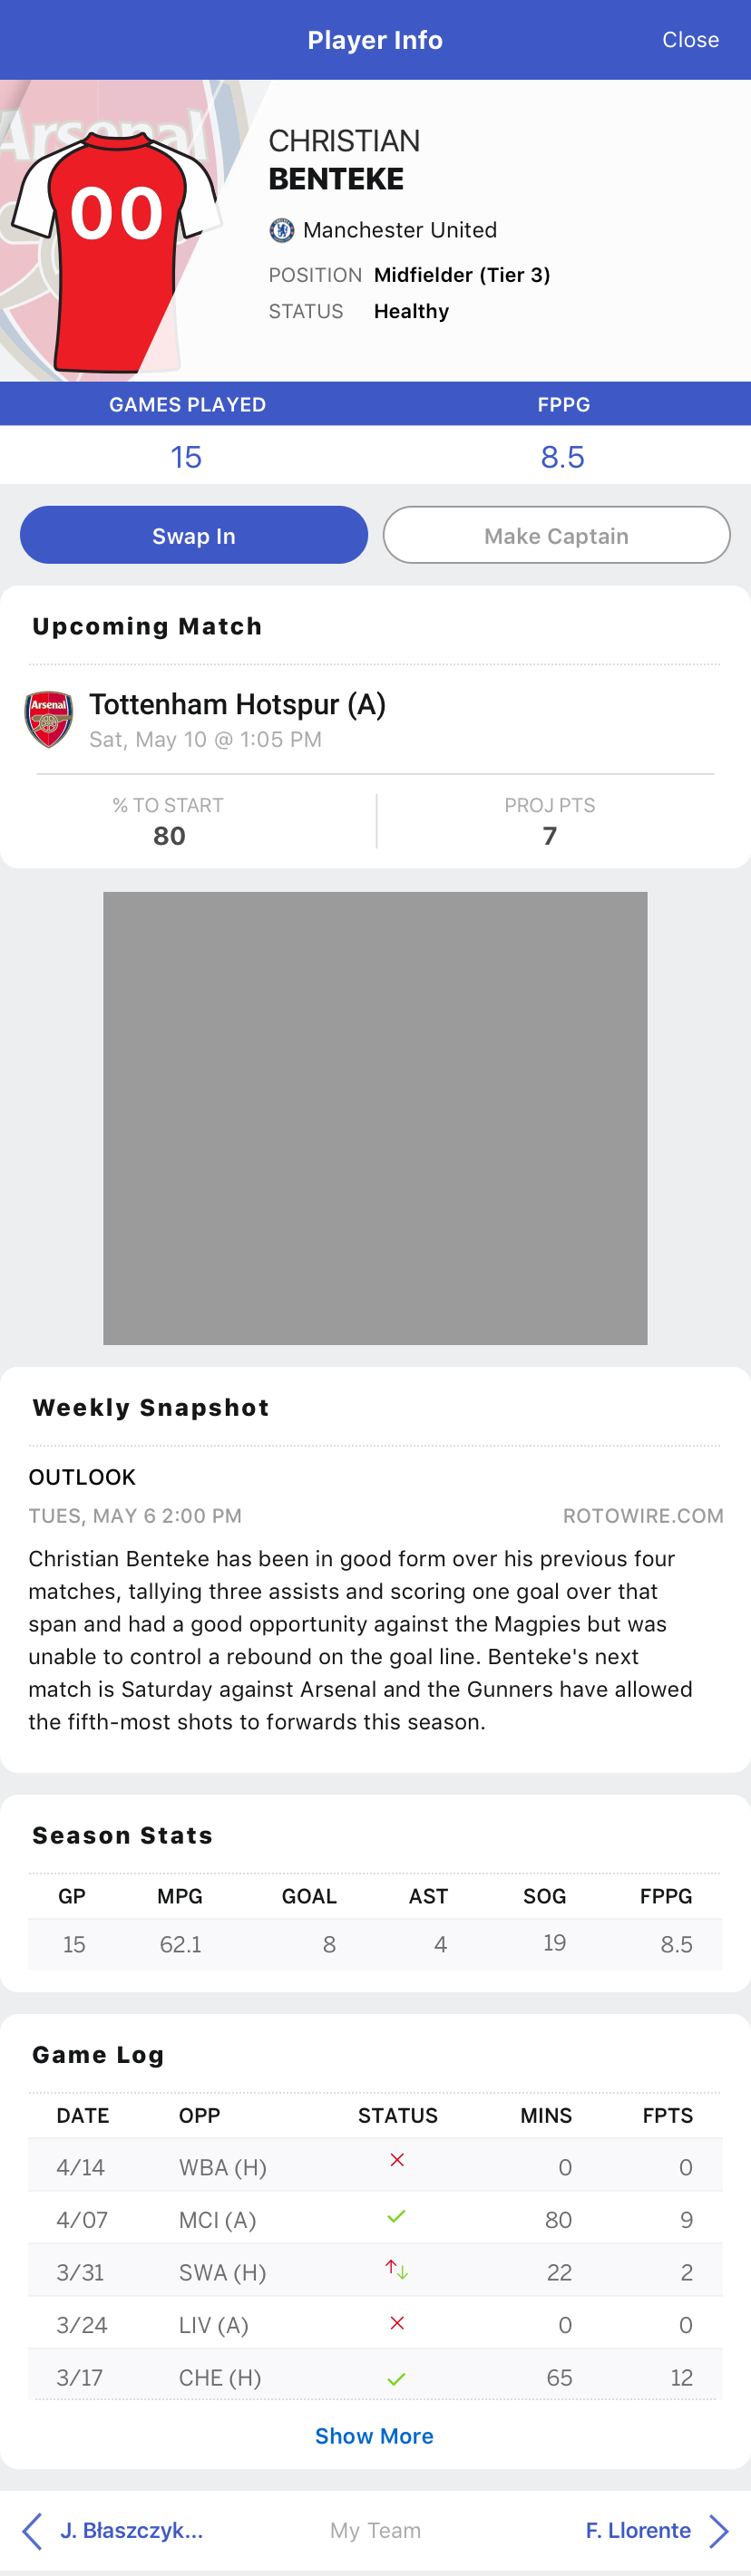 Player Info
Close
Arsenal
00
CHRISTIAN
BENTEKE
Manchester United
POSITION Midfielder (Tier 3)
STATUS Healthy
GAMES PLAYED FPPG
15 8.5
Swap In Make Captain
Upcoming Match
Arsenal
Tottenham Hotspur (A)
Sat, May 10 @ 1:05 PM
% TO START PROJ PTS
80 7
Weekly Snapshot
OUTLOOK
TUES, MAY 6 2:00 PM ROTOWIRE.COM
Christian Benteke has been in good form over his previous four
matches, tallying three assists and scoring one goal over that
span and had a good opportunity against the Magpies but was
unable to control a rebound on the goal line. Benteke's next
match is Saturday against Arsenal and the Gunners have allowed
the fifth-most shots to forwards this season.
Season Stats
GP MPG GOAL AST SOG FPPG
15 62.1 8 4 19 8.5
Game Log
DATE OPP STATUS MINS FPTS
4/14 WBA (H) 0 0
4/07 MCI (A) 80 9
3/31 SWA (H) 22 2
3/24 LIV (A) 0 0
3/17 CHE (H) 65 12
Show More
J. Błaszczyk... My Team F. Llorente